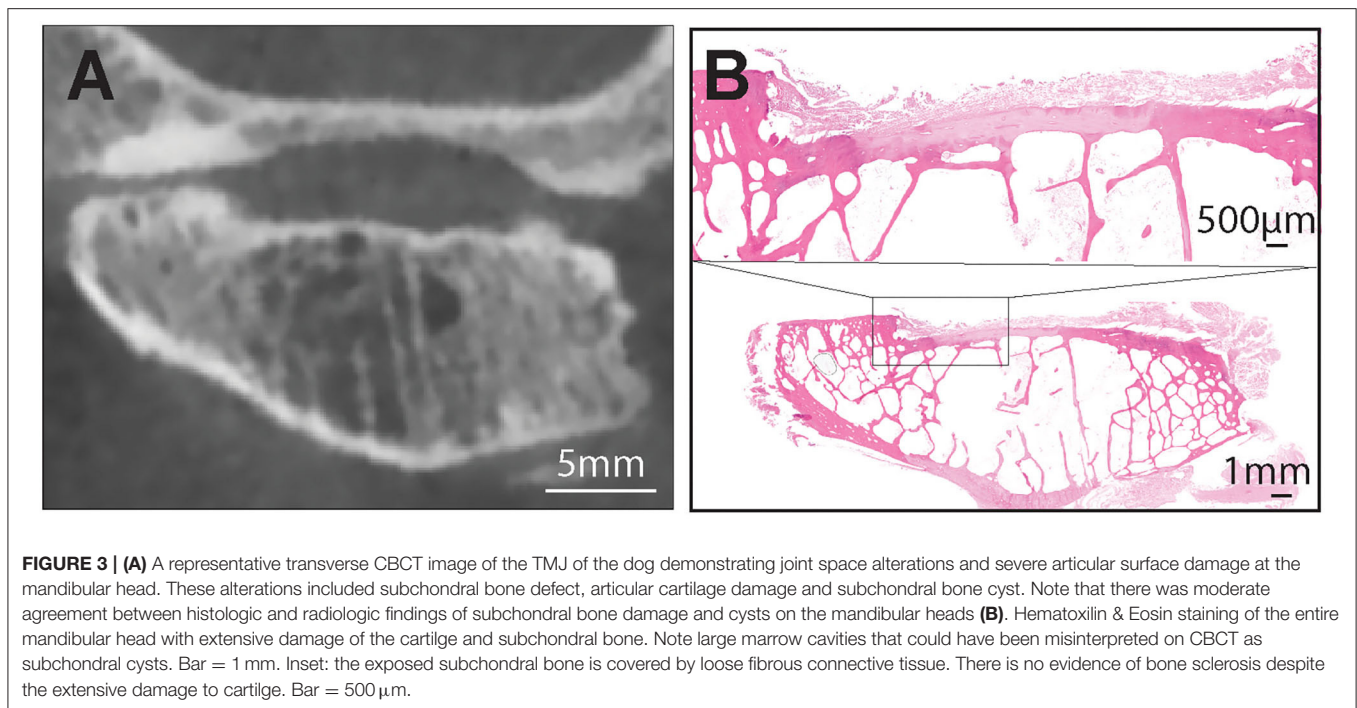 A
B
500µm
5mm
1mm
FIGURE 3 | (A) A representative transverse CBCT image of the TMJ of the dog demonstrating joint space alterations and severe articular surface damage at the
mandibular head. These alterations included subchondral bone defect, articular cartilage damage and subchondral bone cyst. Note that there was moderate
agreement between histologic and radiologic findings of subchondral bone damage and cysts on the mandibular heads (B). Hematoxilin & Eosin staining of the entire
mandibular head with extensive damage of the cartilge and subchondral bone. Note large marrow cavities that could have been misinterpreted on CBCT as
subchondral cysts. Bar = 1 mm. Inset: the exposed subchondral bone is covered by loose fibrous connective tissue. There is no evidence of bone sclerosis despite
the extensive damage to cartilge. Bar = 500 µm.